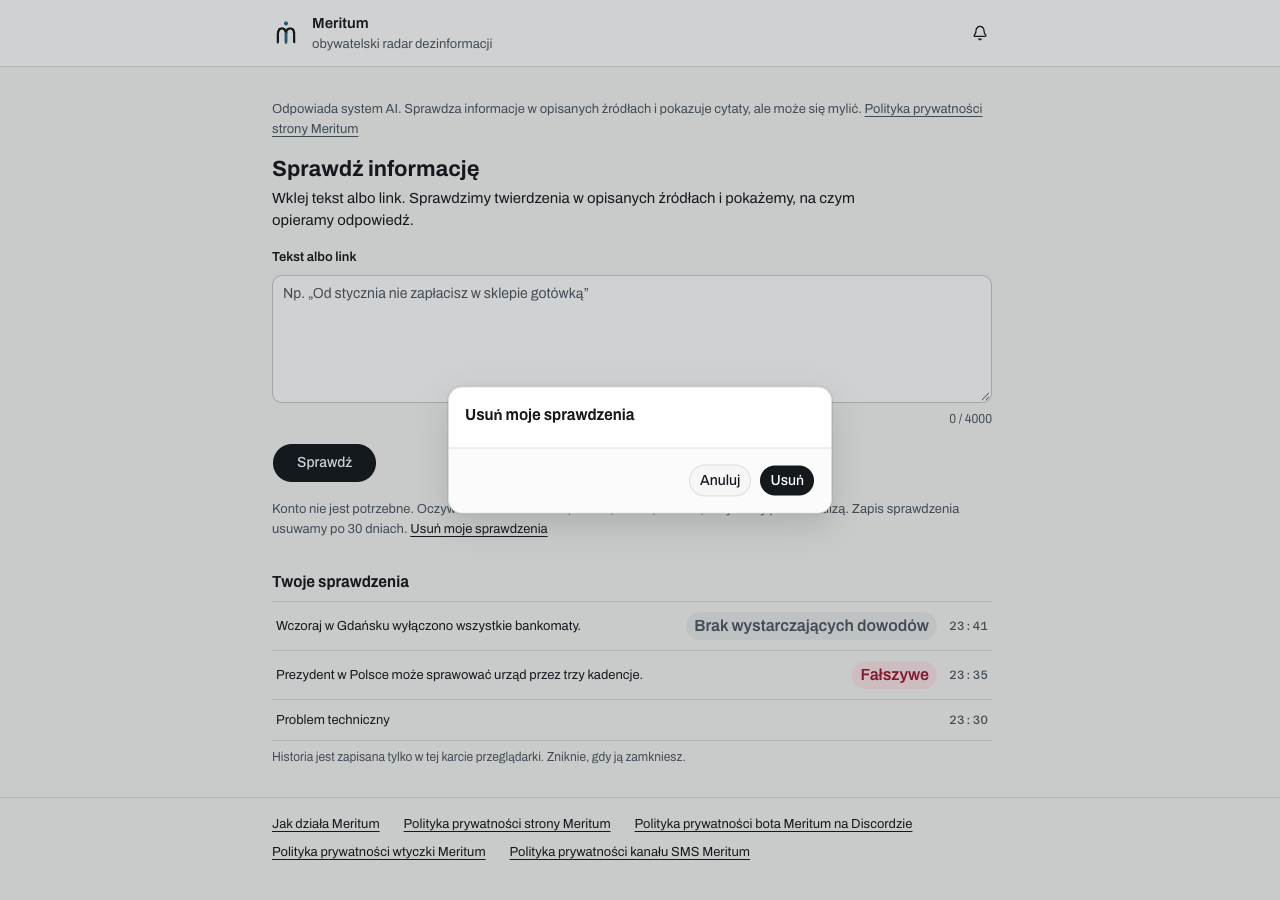 Meritum
obywatelski radar dezinformacji
Odpowiada system AI. Sprawdza informacje w opisanych źródłach i pokazuje cytaty, ale może się mylić. Polityka prywatności
strony Meritum
Sprawdź informację
Wklej tekst albo link. Sprawdzimy twierdzenia w opisanych źródłach i pokażemy, na czym
opieramy odpowiedź.
Tekst albo link
Np. „Od stycznia nie zapłacisz w sklepie gotówką”
0 / 4000
Usuń moje sprawdzenia
Anuluj
Usuń
Sprawdź
Konto nie jest potrzebne. Zapis sprawdzenia
usuwamy po 30 dniach. Usuń moje sprawdzenia
Twoje sprawdzenia
Wczoraj w Gdańsku wyłączono wszystkie bankomaty. Brak wystarczających dowodów 23:41
Prezydent w Polsce może sprawować urząd przez trzy kadencje. Fałszywe 23:35
Problem techniczny 23:30
Historia jest zapisana tylko w tej karcie przeglądarki. Zniknie, gdy ją zamkniesz.
Jak działa Meritum Polityka prywatności strony Meritum Polityka prywatności bota Meritum na Discordzie
Polityka prywatności wtyczki Meritum Polityka prywatności kanału SMS Meritum